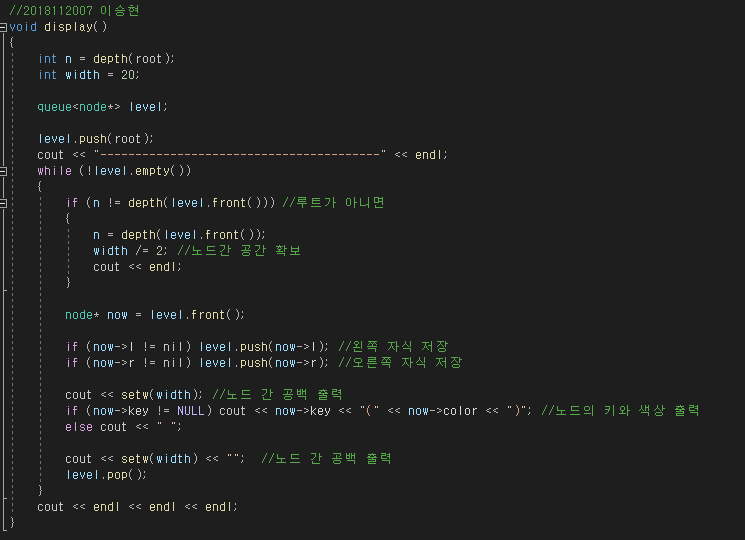 //2018112007 이승현
void display()
{
int n = depth(root);
int width = 20;
queue<node*> level;
level.push(root);
cout << "----------------------------------------" << endl;
while (!level.empty())
{
if (n != depth(level.front())) //루트가 아니면
{
n = depth(level.front());
width /= 2; //노드간 공간 확보
cout << endl;
}
node* now = level.front();
if (now->l != nil) level.push(now->l); //왼쪽 자식 저장
if (now->r != nil) level.push(now->r); //오른쪽 자식 저장
cout << setw(width); //노드 간 공백 출력
if (now->key != NULL) cout << now->key << "(" << now->color << ")"; //노드의 키와 색상 출력
else cout << " ";
cout << setw(width) << "";  //노드 간 공백 출력
level.pop();
}
cout << endl << endl << endl;
}